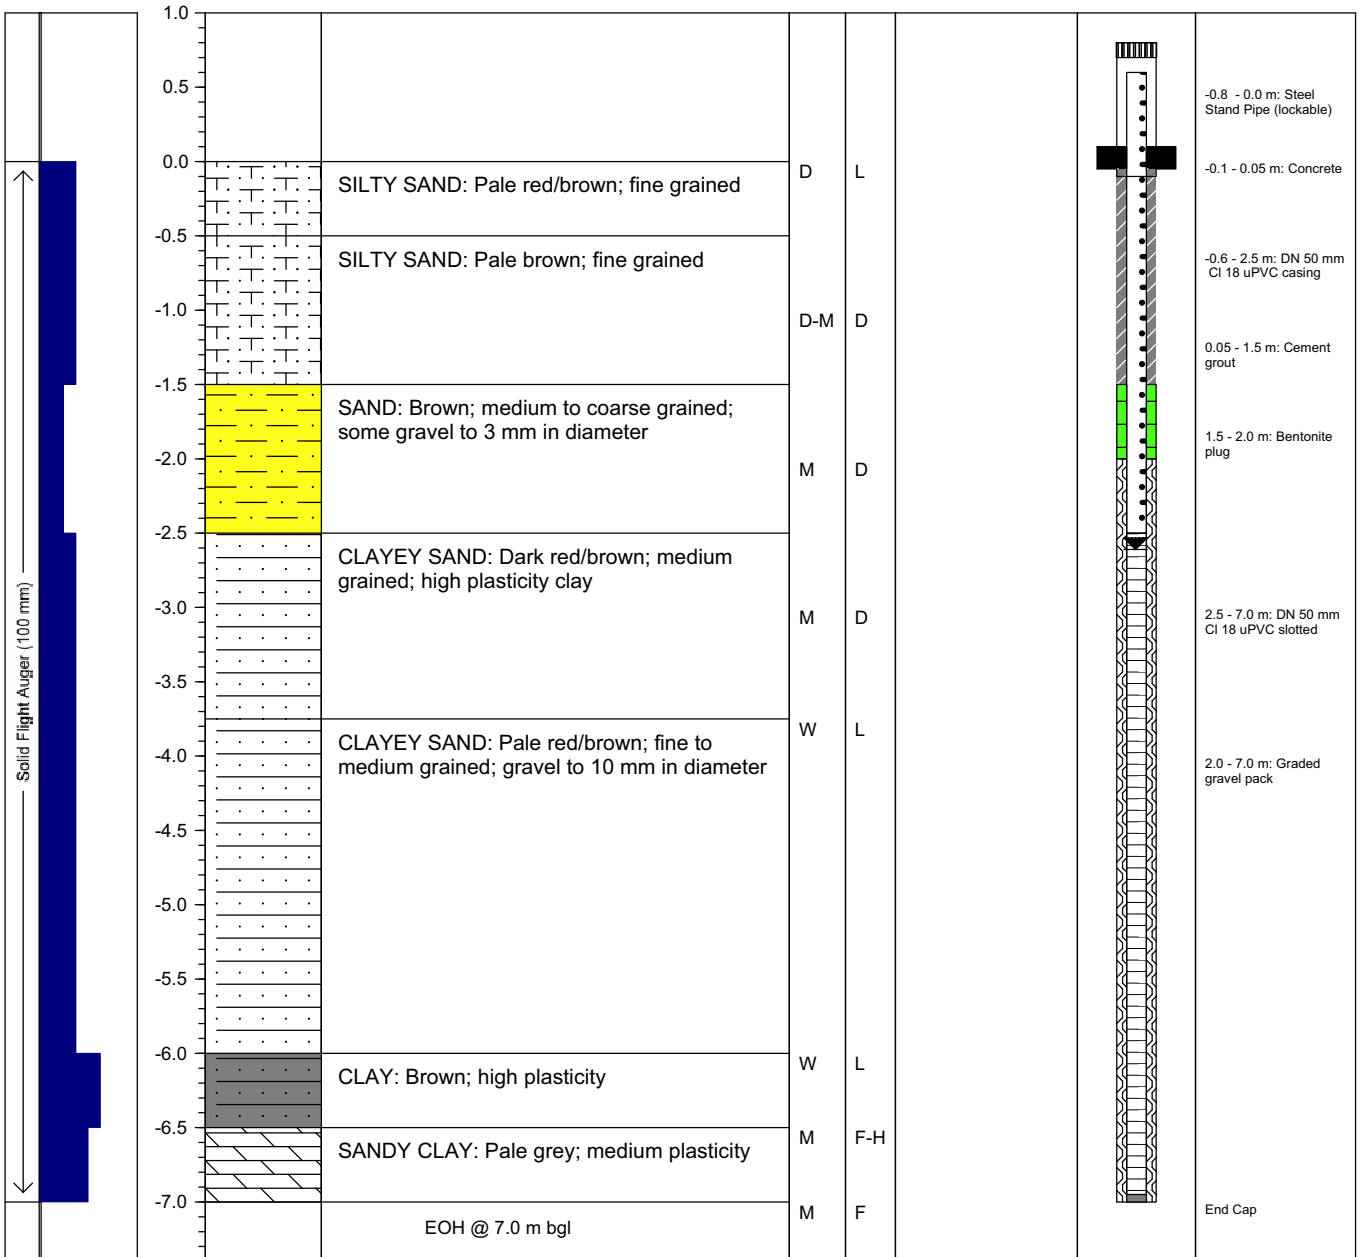 1.0
0.5
-0.8 - 0.0 m: Steel
Stand Pipe (lockable)
0.0
SILTY SAND: Pale red/brown; fine grained
D L
-0.1 - 0.05 m: Concrete
-0.5
SILTY SAND: Pale brown; fine grained
-0.6 - 2.5 m: DN 50 mm
Cl 18 uPVC casing
-1.0
D-M D
0.05 - 1.5 m: Cement
grout
-1.5
SAND: Brown; medium to coarse grained;
some gravel to 3 mm in diameter
1.5 - 2.0 m: Bentonite
plug
-2.0
M D
-2.5
CLAYEY SAND: Dark red/brown; medium
grained; high plasticity clay
-3.0
M D
2.5 - 7.0 m: DN 50 mm
Cl 18 uPVC slotted
Solid Flight Auger (100 mm)
-3.5
CLAYEY SAND: Pale red/brown; fine to
medium grained; gravel to 10 mm in diameter
W L
-4.0
2.0 - 7.0 m: Graded
gravel pack
-4.5
-5.0
-5.5
-6.0
CLAY: Brown; high plasticity
W L
-6.5
SANDY CLAY: Pale grey; medium plasticity
M F-H
-7.0
M F
End Cap
EOH @ 7.0 m bgl